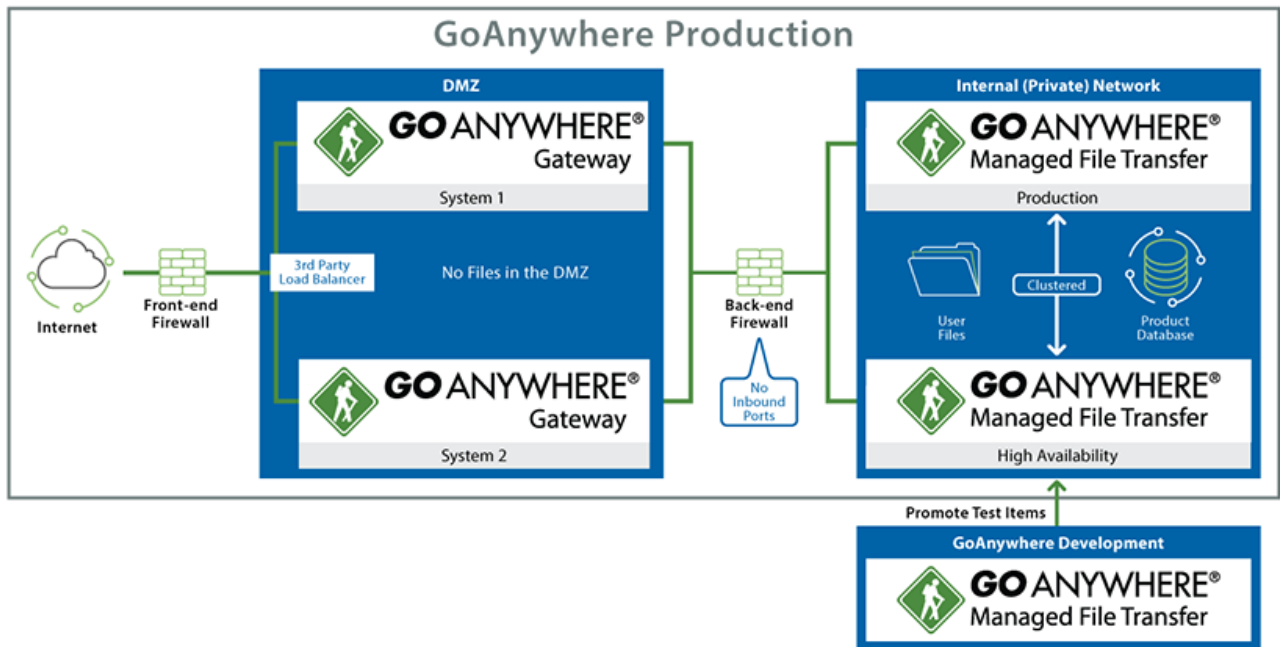 GoAnywhere Production
DMZ
GO ANYWHERE®
Gateway
System 1
3rd Party
Load Balancer
No Files in the DMZ
GO ANYWHERE®
Gateway
System 2
Internet
Front-end
Firewall
Back-end
Firewall
No
Inbound
Ports
Internal (Private) Network
GO ANYWHERE®
Managed File Transfer
Production
User
Files
Clustered
Product
Database
GO ANYWHERE®
Managed File Transfer
High Availability
Promote Test Items
GoAnywhere Development
GO ANYWHERE®
Managed File Transfer